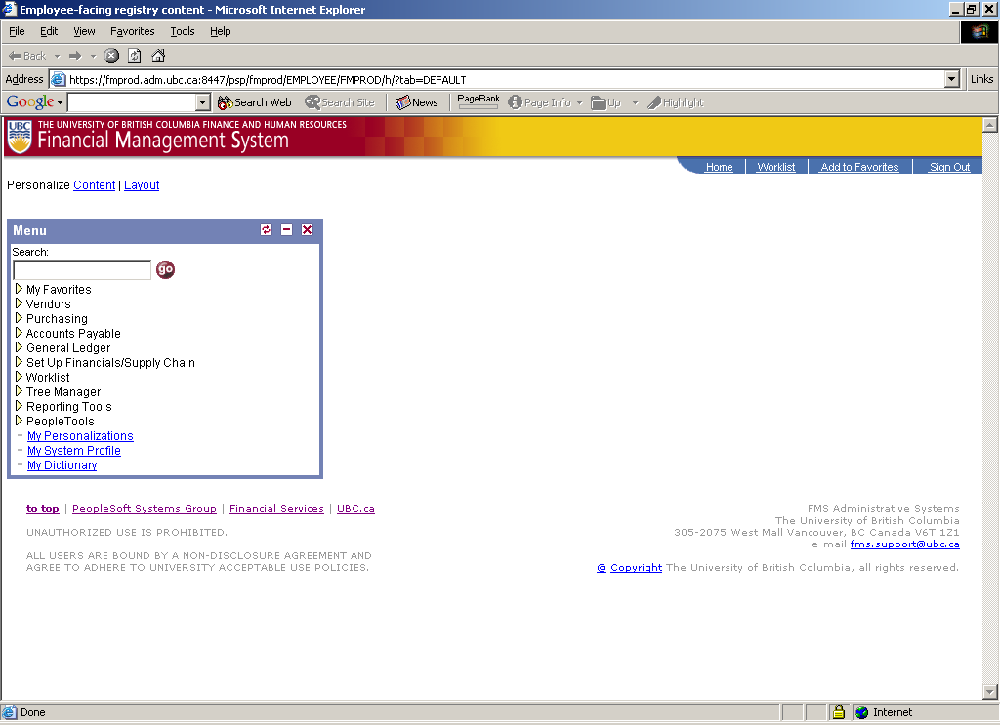 Employee-facing registry content - Microsoft Internet Explorer
File Edit View Favorites Tools Help
Back
Address https://fmprod.adm.ubc.ca:8447/psp/fmprod/EMPLOYEE/FMPROD/h/?tab=DEFAULT Links
Google Search Web Search Site News PageRank Page Info Up Highlight
UBC THE UNIVERSITY OF BRITISH COLUMBIA FINANCE AND HUMAN RESOURCES
Financial Management System
Home Worklist Add to Favorites Sign Out
Personalize Content | Layout
Menu
Search:
go
My Favorites
Vendors
Purchasing
Accounts Payable
General Ledger
Set Up Financials/Supply Chain
Worklist
Tree Manager
Reporting Tools
PeopleTools
My Personalizations
My System Profile
My Dictionary
to top | PeopleSoft Systems Group | Financial Services | UBC.ca
UNAUTHORIZED USE IS PROHIBITED.
ALL USERS ARE BOUND BY A NON-DISCLOSURE AGREEMENT AND
AGREE TO ADHERE TO UNIVERSITY ACCEPTABLE USE POLICIES.
FMS Administrative Systems
The University of British Columbia
305-2075 West Mall Vancouver, BC Canada V6T 1Z1
e-mail fms.support@ubc.ca
© Copyright The University of British Columbia, all rights reserved.
Done Internet